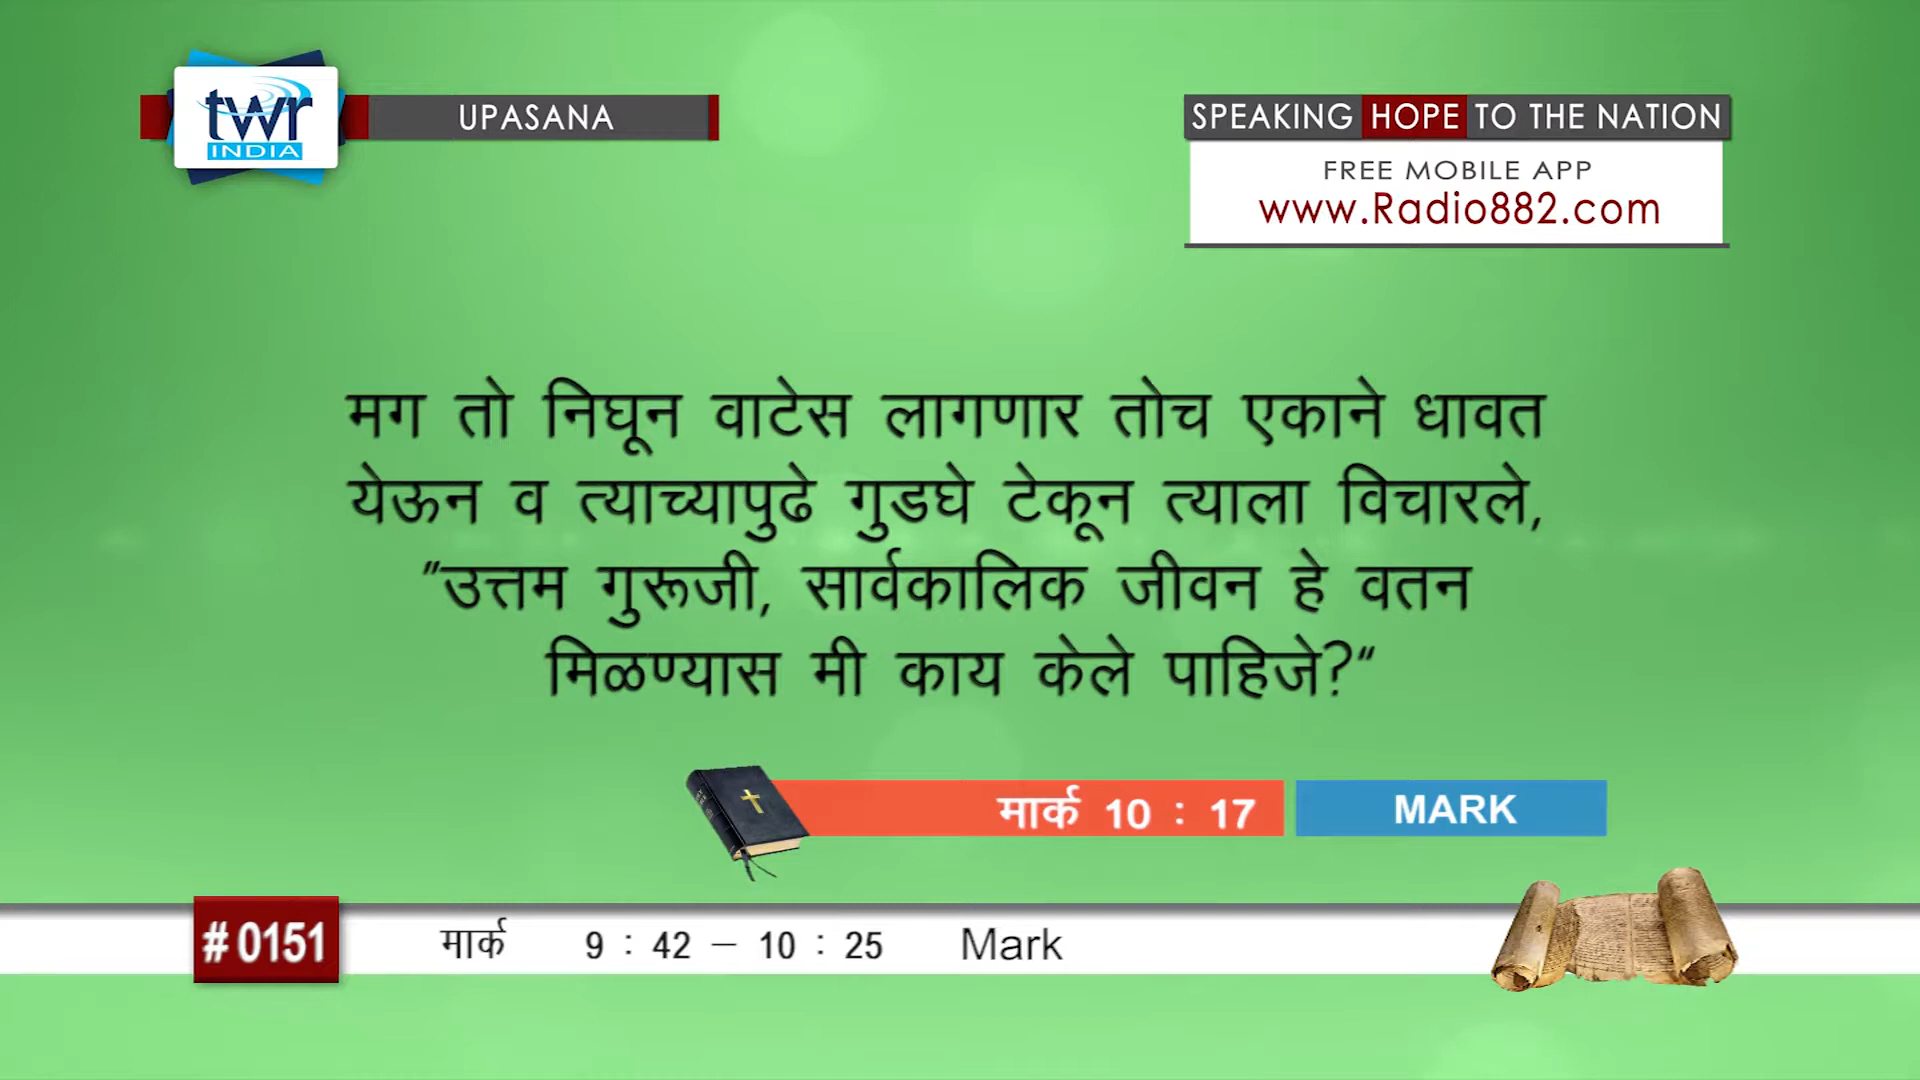 twr
INDIA
UPASANA
SPEAKING HOPE TO THE NATION
FREE MOBILE APP
www.Radio882.com
मग तो निघून वाटेस लागणार तोच एकाने धावत
येऊन व त्याच्यापुढे गुडघे टेकून त्याला विचारले,
"उत्तम गुरूजी, सार्वकालिक जीवन हे वतन
मिळण्यास मी काय केले पाहिजे?"
मार्क 10 : 17
MARK
#0151
मार्क 9 : 42 – 10 : 25 Mark